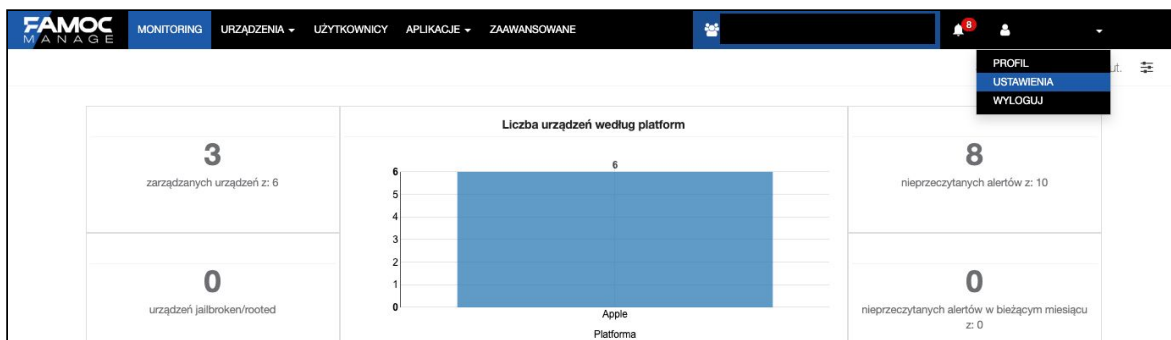 FAMOC
MANAGE
MONITORING URZĄDZENIA UŻYTKOWNICY APLIKACJE ZAAWANSOWANE 8
PROFIL
USTAWIENIA
WYLOGUJ
ut.
3
zarządzanych urządzeń z: 6
0
urządzeń jailbroken/rooted
Liczba urządzeń według platform
6
6
5
4
3
2
1
0
Apple
Platforma
8
nieprzeczytanych alertów z: 10
0
nieprzeczytanych alertów w bieżącym miesiącu
z: 0